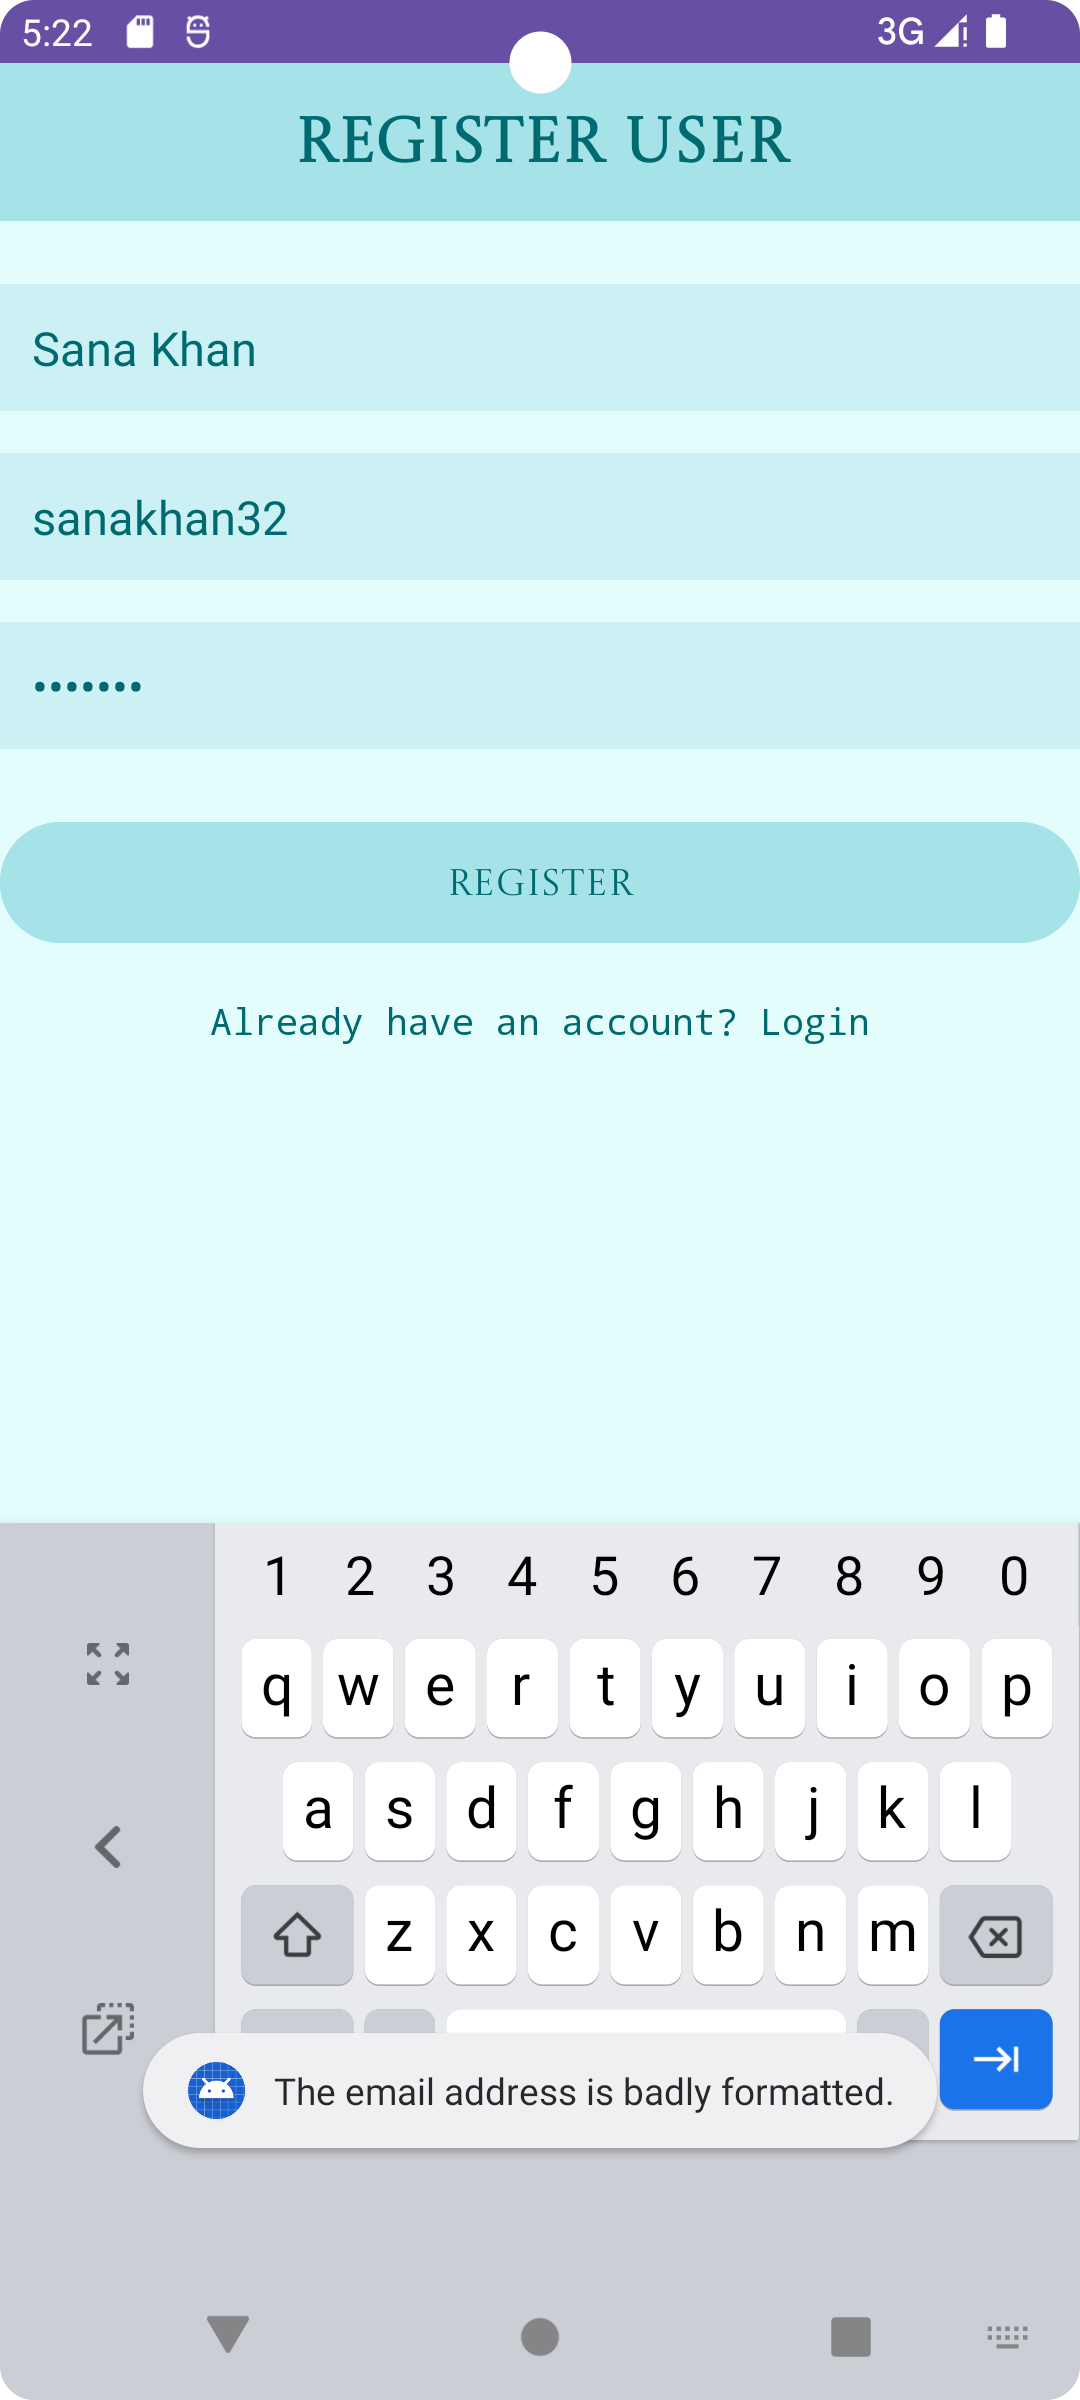 5:22 3G
REGISTER USER
Sana Khan
sanakhan32
•••••••
REGISTER
Already have an account? Login
1 2 3 4 5 6 7 8 9 0
q w e r t y u i o p
a s d f g h j k l
z x c v b n m
The email address is badly formatted.